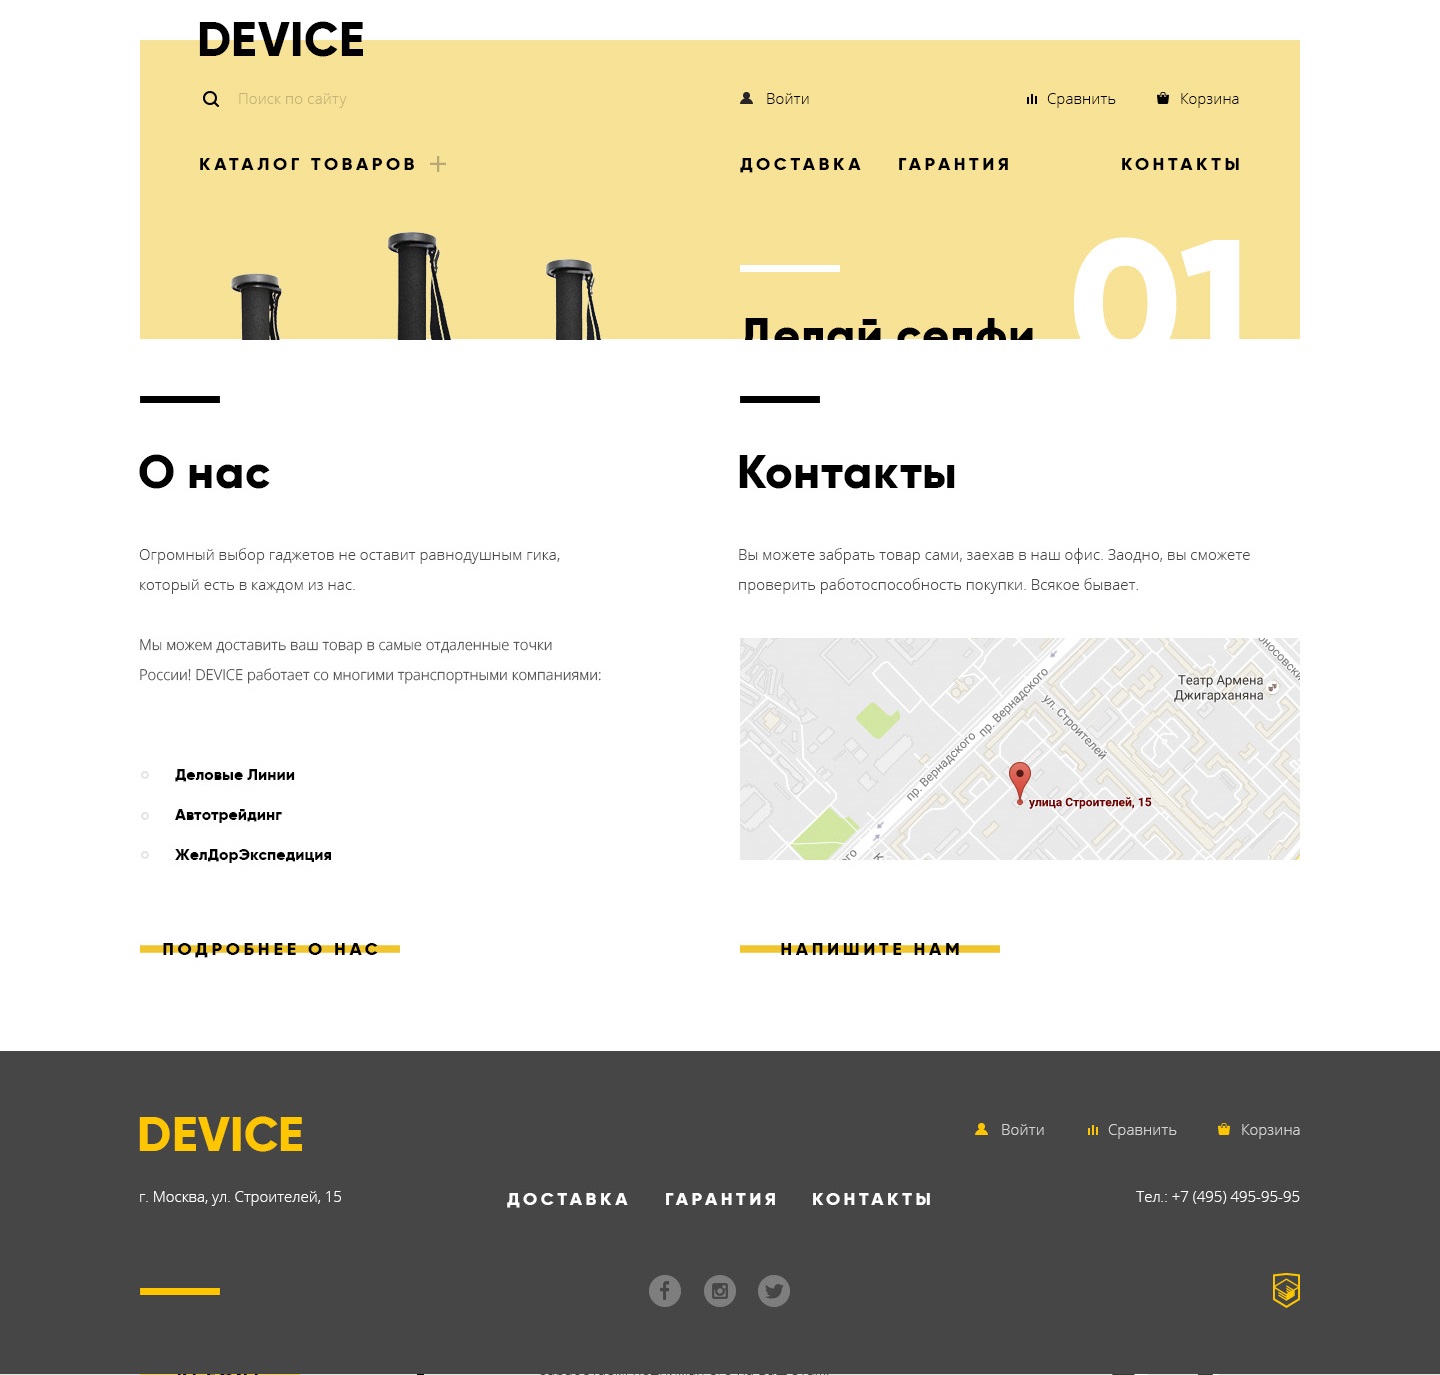 DEVICE
Поиск по сайту
Войти
Сравнить
Корзина
КАТАЛОГ ТОВАРОВ
ДОСТАВКА
ГАРАНТИЯ
КОНТАКТЫ
01
Делай селфи
О нас
Огромный выбор гаджетов не оставит равнодушным гика,
который есть в каждом из нас.
Мы можем доставить ваш товар в самые отдаленные точки
России! DEVICE работает со многими транспортными компаниями:
Деловые Линии
Автотрейдинг
ЖелДорЭкспедиция
ПОДРОБНЕЕ О НАС
Контакты
Вы можете забрать товар сами, заехав в наш офис. Заодно, вы сможете
проверить работоспособность покупки. Всякое бывает.
Театр Армена
Джигарханяна
пр. Вернадского
пр. Вернадского
ул. Строителей
улица Строителей, 15
НАПИШИТЕ НАМ
DEVICE
Войти
Сравнить
Корзина
г. Москва, ул. Строителей, 15
ДОСТАВКА
ГАРАНТИЯ
КОНТАКТЫ
Тел.: +7 (495) 495-95-95